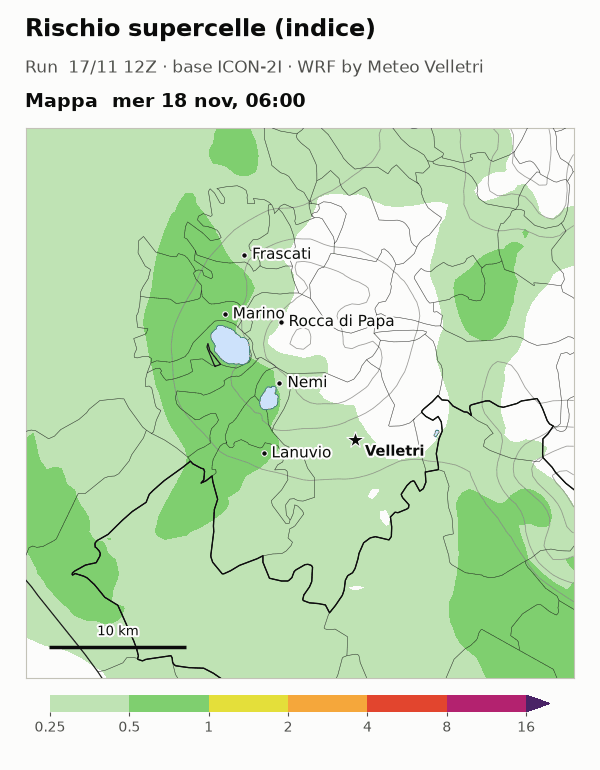 Rischio supercelle (indice)
Run  17/11 12Z · base ICON-2I · WRF by Meteo Velletri
Mappa  mer 18 nov, 06:00
Frascati
Marino
Rocca di Papa
Nemi
Velletri
Lanuvio
10 km
0.25 0.5 1 2 4 8 16